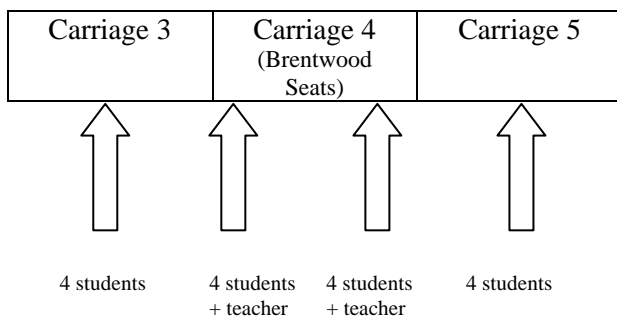 Carriage 3
Carriage 4
(Brentwood
Seats)
Carriage 5
4 students
4 students
+ teacher
4 students
+ teacher
4 students